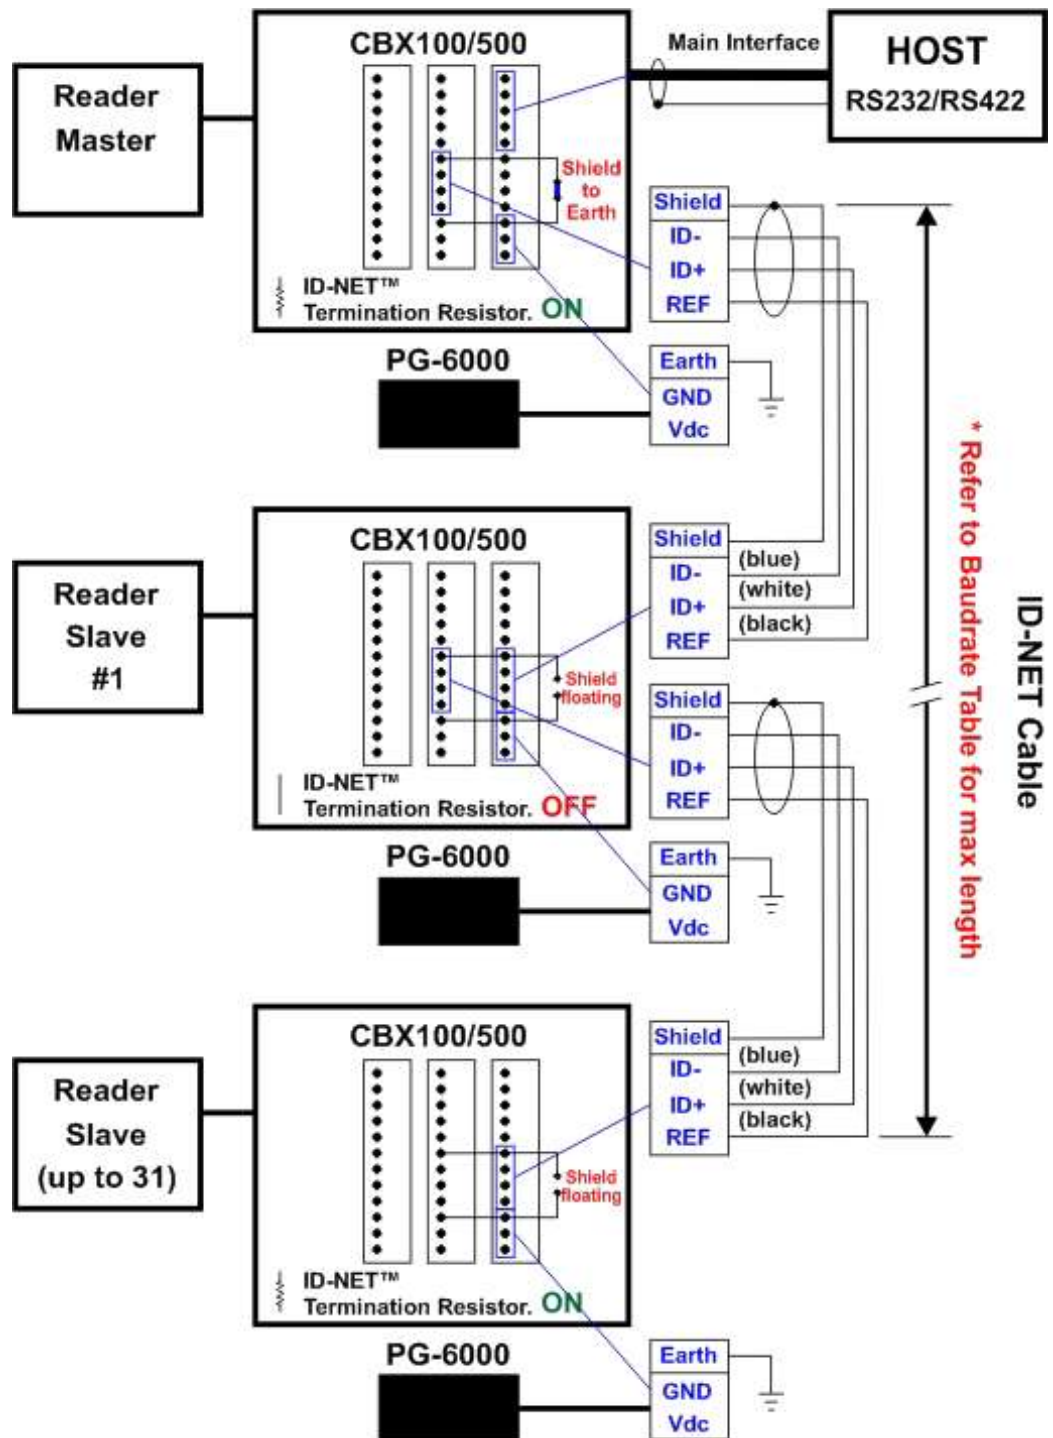 CBX100/500
Main Interface
HOST
RS232/RS422
Reader
Master
Shield
to
Earth
Shield
ID-
ID+
REF
ID-NET™
Termination Resistor. ON
PG-6000
Earth
GND
Vdc
CBX100/500
Reader
Slave
#1
Shield
floating
Shield
ID-
ID+
REF
(blue)
(white)
(black)
Shield
ID-
ID+
REF
ID-NET™
Termination Resistor. OFF
PG-6000
Earth
GND
Vdc
CBX100/500
Reader
Slave
(up to 31)
Shield
floating
Shield
ID-
ID+
REF
(blue)
(white)
(black)
ID-NET™
Termination Resistor. ON
PG-6000
Earth
GND
Vdc
ID-NET Cable
* Refer to Baudrate Table for max length